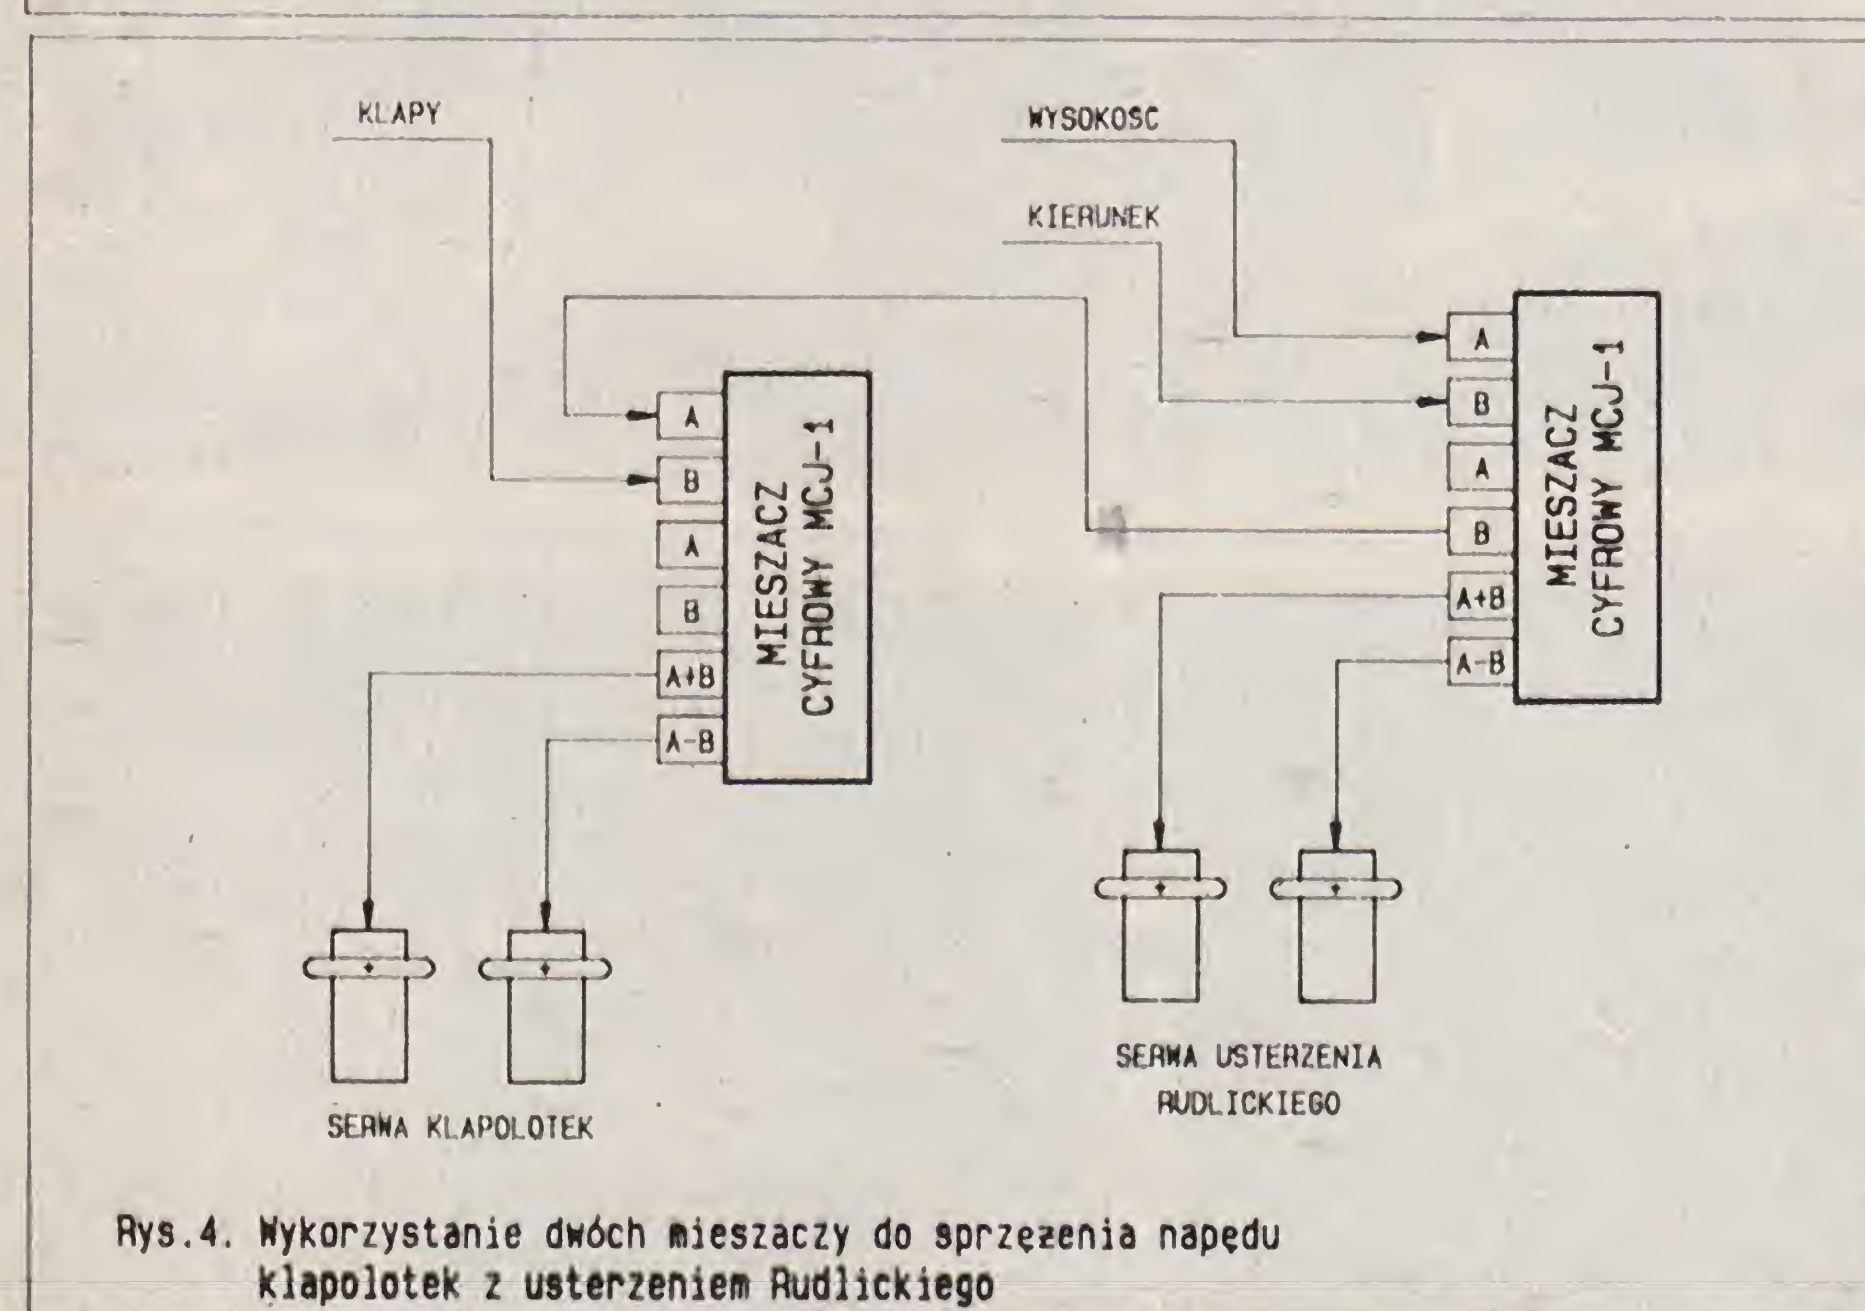 KLAPY
WYSOKOSC
KIERUNEK
A
B
A
B
A+B
A-B
MIESZACZ
CYFROWY MCJ-1
A
B
A
B
A+B
A-B
MIESZACZ
CYFROWY MCJ-1
SERWA KLAPOLOTEK
SERWA USTERZENIA
RUDLICKIEGO
Rys.4. Wykorzystanie dwóch mieszaczy do sprzężenia napędu
klapolotek z usterzeniem Rudlickiego